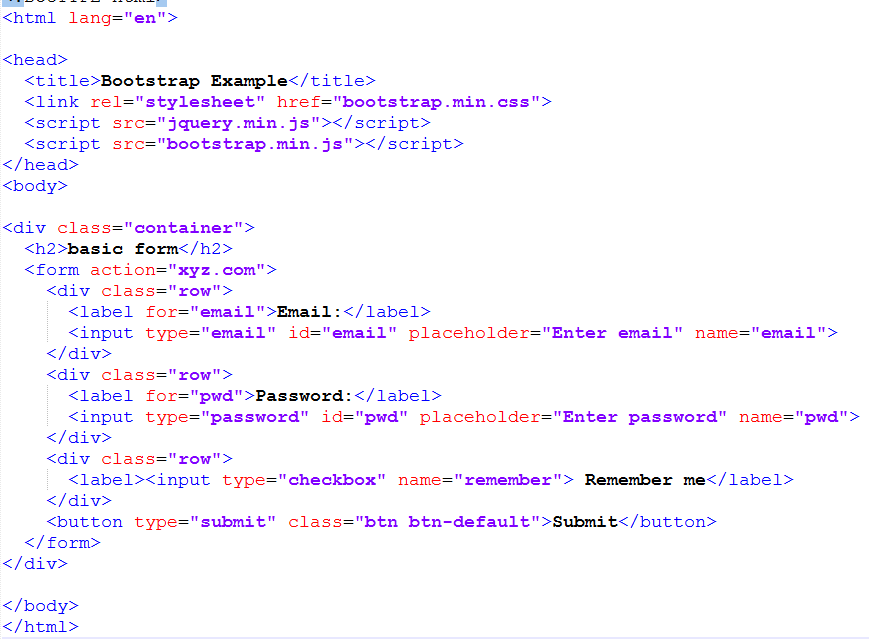 <!DOCTYPE html>
<html lang="en">
<head>
<title>Bootstrap Example</title>
<link rel="stylesheet" href="bootstrap.min.css">
<script src="jquery.min.js"></script>
<script src="bootstrap.min.js"></script>
</head>
<body>
<div class="container">
<h2>basic form</h2>
<form action="xyz.com">
<div class="row">
<label for="email">Email:</label>
<input type="email" id="email" placeholder="Enter email" name="email">
</div>
<div class="row">
<label for="pwd">Password:</label>
<input type="password" id="pwd" placeholder="Enter password" name="pwd">
</div>
<div class="row">
<label><input type="checkbox" name="remember"> Remember me</label>
</div>
<button type="submit" class="btn btn-default">Submit</button>
</form>
</div>
</body>
</html>